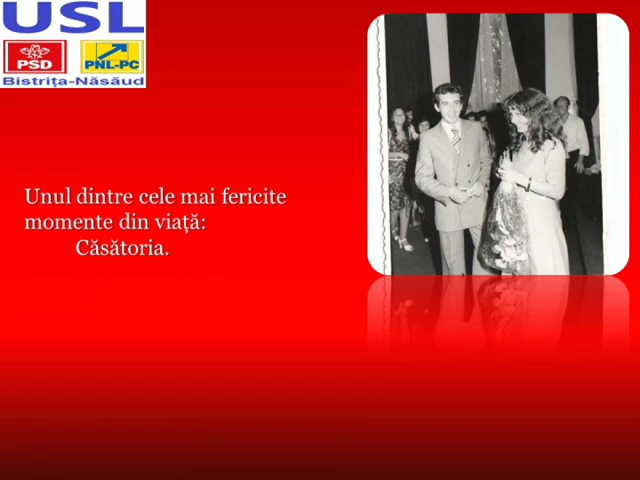 USL
PSD
PNL-PC
Bistrița-Năsăud
Unul dintre cele mai fericite
momente din viață:
Căsătoria.